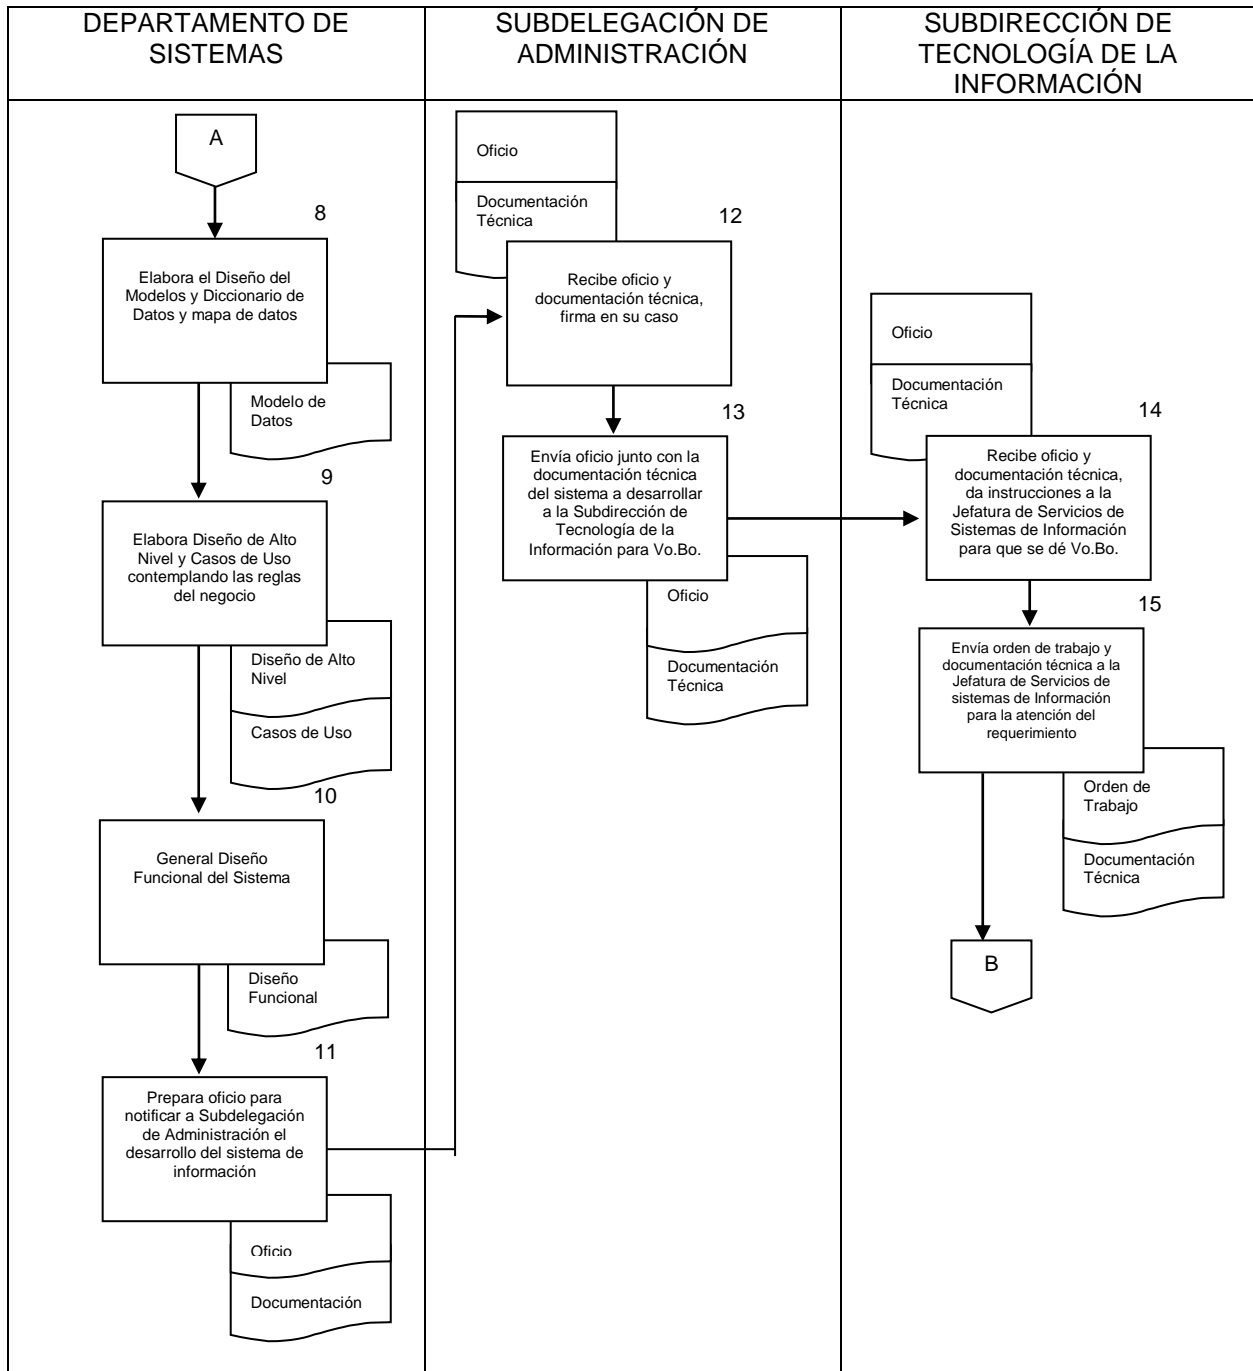 DEPARTAMENTO DE
SISTEMAS
SUBDELEGACIÓN DE
ADMINISTRACIÓN
SUBDIRECCIÓN DE
TECNOLOGÍA DE LA
INFORMACIÓN
A
8
Elabora el Diseño del
Modelos y Diccionario de
Datos y mapa de datos
Modelo de
Datos
9
Elabora Diseño de Alto
Nivel y Casos de Uso
contemplando las reglas
del negocio
Diseño de Alto
Nivel
Casos de Uso
10
General Diseño
Funcional del Sistema
Diseño
Funcional
11
Prepara oficio para
notificar a Subdelegación
de Administración el
desarrollo del sistema de
información
Oficio
Documentación
Oficio
Documentación
Técnica
12
Recibe oficio y
documentación técnica,
firma en su caso
13
Envía oficio junto con la
documentación técnica
del sistema a desarrollar
a la Subdirección de
Tecnología de la
Información para Vo.Bo.
Oficio
Documentación
Técnica
Oficio
Documentación
Técnica
14
Recibe oficio y
documentación técnica,
da instrucciones a la
Jefatura de Servicios de
Sistemas de Información
para que se dé Vo.Bo.
15
Envía orden de trabajo y
documentación técnica a la
Jefatura de Servicios de
sistemas de Información
para la atención del
requerimiento
Orden de
Trabajo
Documentación
Técnica
B